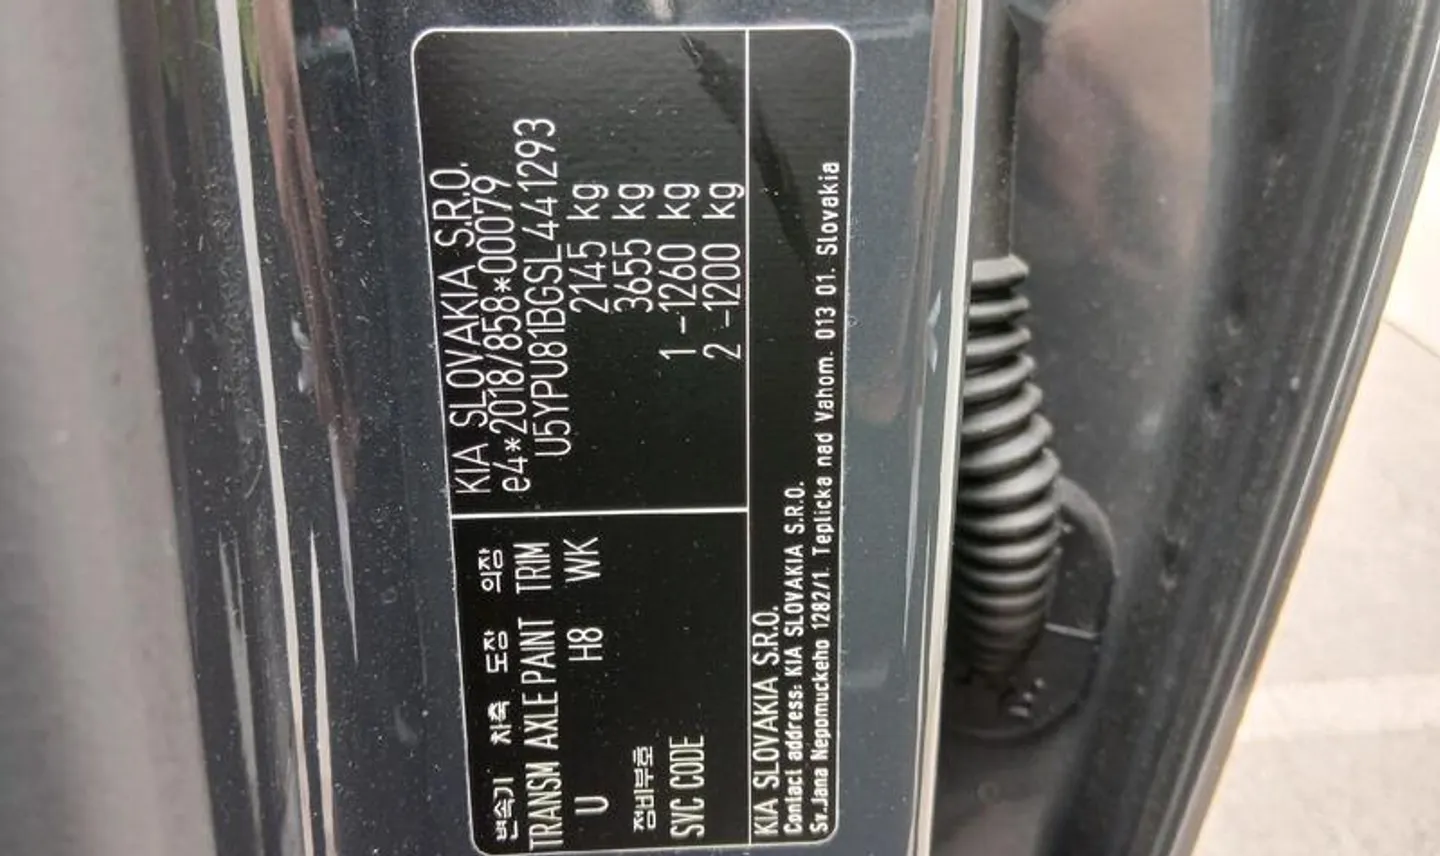 KIA SLOVAKIA S.R.O.
e4*2018/858*00079
U5YPU81BGSL441293
2145 kg
3655 kg
1 -1260 kg
2 -1200 kg
변속기 차축 도장 의장
TRANSM AXLE PAINT TRIM
U H8 WK
정비부호
SVC CODE
KIA SLOVAKIA S.R.O.
Contact address: KIA SLOVAKIA S.R.O.
Sv.Jana Nepomuckeho 1282/1. Teplicka nad Vahom. 013 01. Slovakia